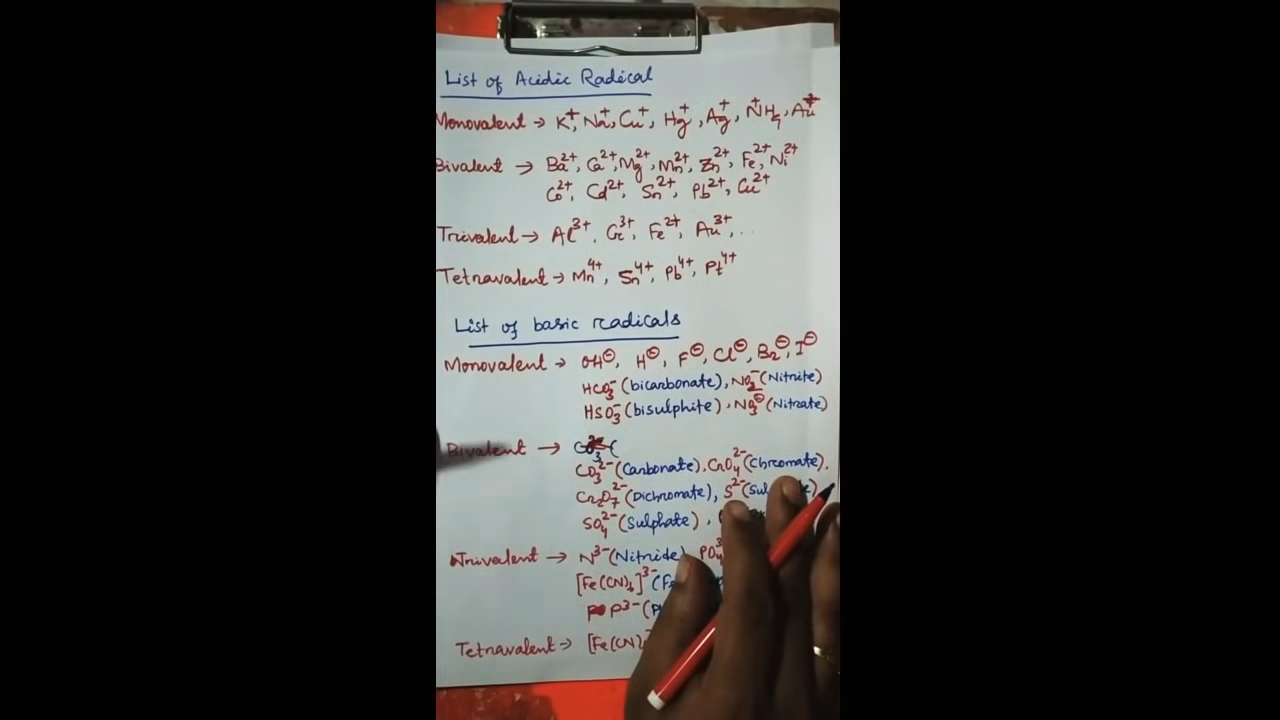 List of Acidic Radical
Monovalent → K⁺, Na⁺, Cu⁺, Hg⁺, Ag⁺, N⁺H₄, Au⁺
Bivalent → Ba²⁺, Ca²⁺, Mg²⁺, Mn²⁺, Zn²⁺, Fe²⁺, Ni²⁺
Co²⁺, Cd²⁺, Sn²⁺, Pb²⁺, Cu²⁺
Trivalent → Al³⁺, Cr³⁺, Fe²⁺, Au³⁺, ...
Tetravalent → Mn⁴⁺, Sn⁴⁺, Pb⁴⁺, Pt⁴⁺
List of basic radicals
Monovalent → OH⊖, H⊖, F⊖, Cl⊖, Br⊖, I⊖
HCO₃⁻ (bicarbonate), NO₂⁻ (Nitrite)
HSO₃⁻ (bisulphite), NO₃⊖ (Nitrate)
Bivalent →
CO₃²⁻ (Carbonate), CrO₄²⁻ (Chromate),
Cr₂O₇²⁻ (Dichromate), S²⁻
SO₄²⁻ (Sulphate),
Trivalent → N³⁻ (Nitride), PO₄³
[Fe(CN)₆]³⁻
P³⁻
Tetravalent → [Fe(CN)